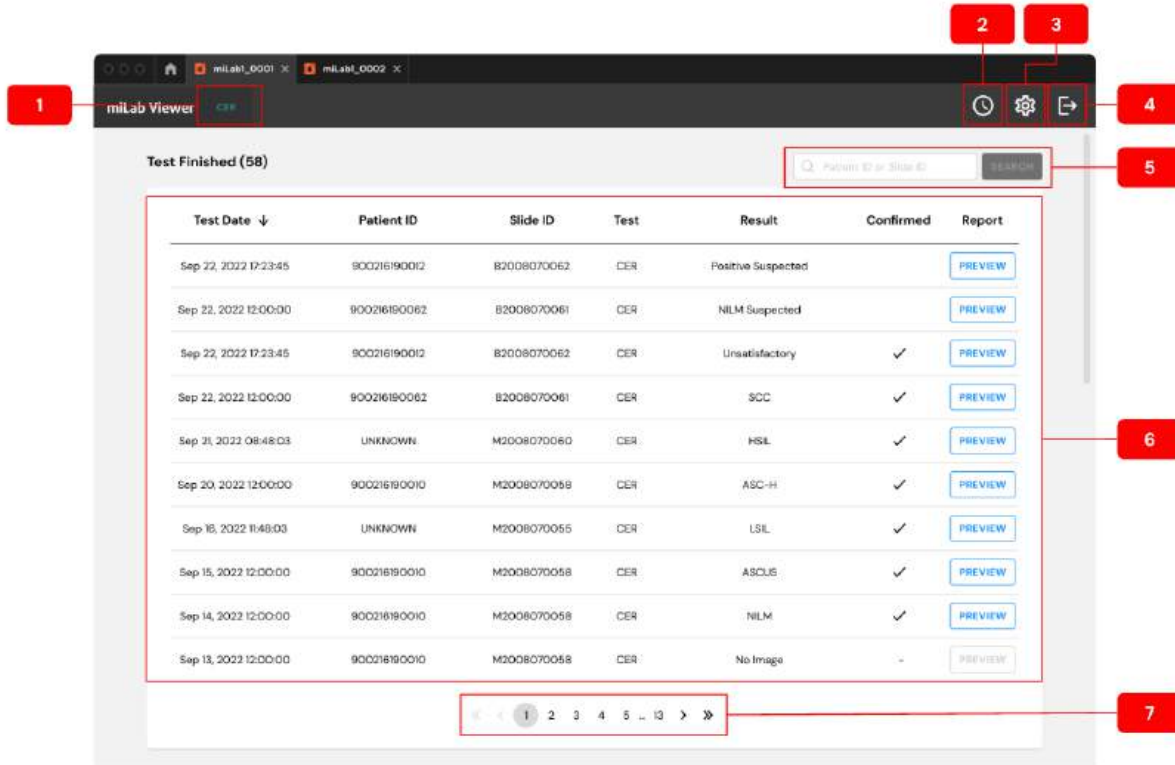 2 3
miLab1_0001 × miLab1_0002 ×
1 miLab Viewer CER 4
Test Finished (58) Patient ID or Slide ID SEARCH 5
Test Date ↓ Patient ID Slide ID Test Result Confirmed Report
Sep 22, 2022 17:23:45 900216190012 B2008070062 CER Positive Suspected PREVIEW
Sep 22, 2022 12:00:00 900216190062 B2008070061 CER NILM Suspected PREVIEW
Sep 22, 2022 17:23:45 900216190012 B2008070062 CER Unsatisfactory ✓ PREVIEW
Sep 22, 2022 12:00:00 900216190062 B2008070061 CER SCC ✓ PREVIEW
Sep 21, 2022 08:48:03 UNKNOWN M2008070060 CER HSIL ✓ PREVIEW 6
Sep 20, 2022 12:00:00 900216190010 M2008070058 CER ASC-H ✓ PREVIEW
Sep 16, 2022 11:48:03 UNKNOWN M2008070055 CER LSIL ✓ PREVIEW
Sep 15, 2022 12:00:00 900216190010 M2008070058 CER ASCUS ✓ PREVIEW
Sep 14, 2022 12:00:00 900216190010 M2008070058 CER NILM ✓ PREVIEW
Sep 13, 2022 12:00:00 900216190010 M2008070058 CER No Image - PREVIEW
« ‹ 1 2 3 4 5 ... 13 › » 7